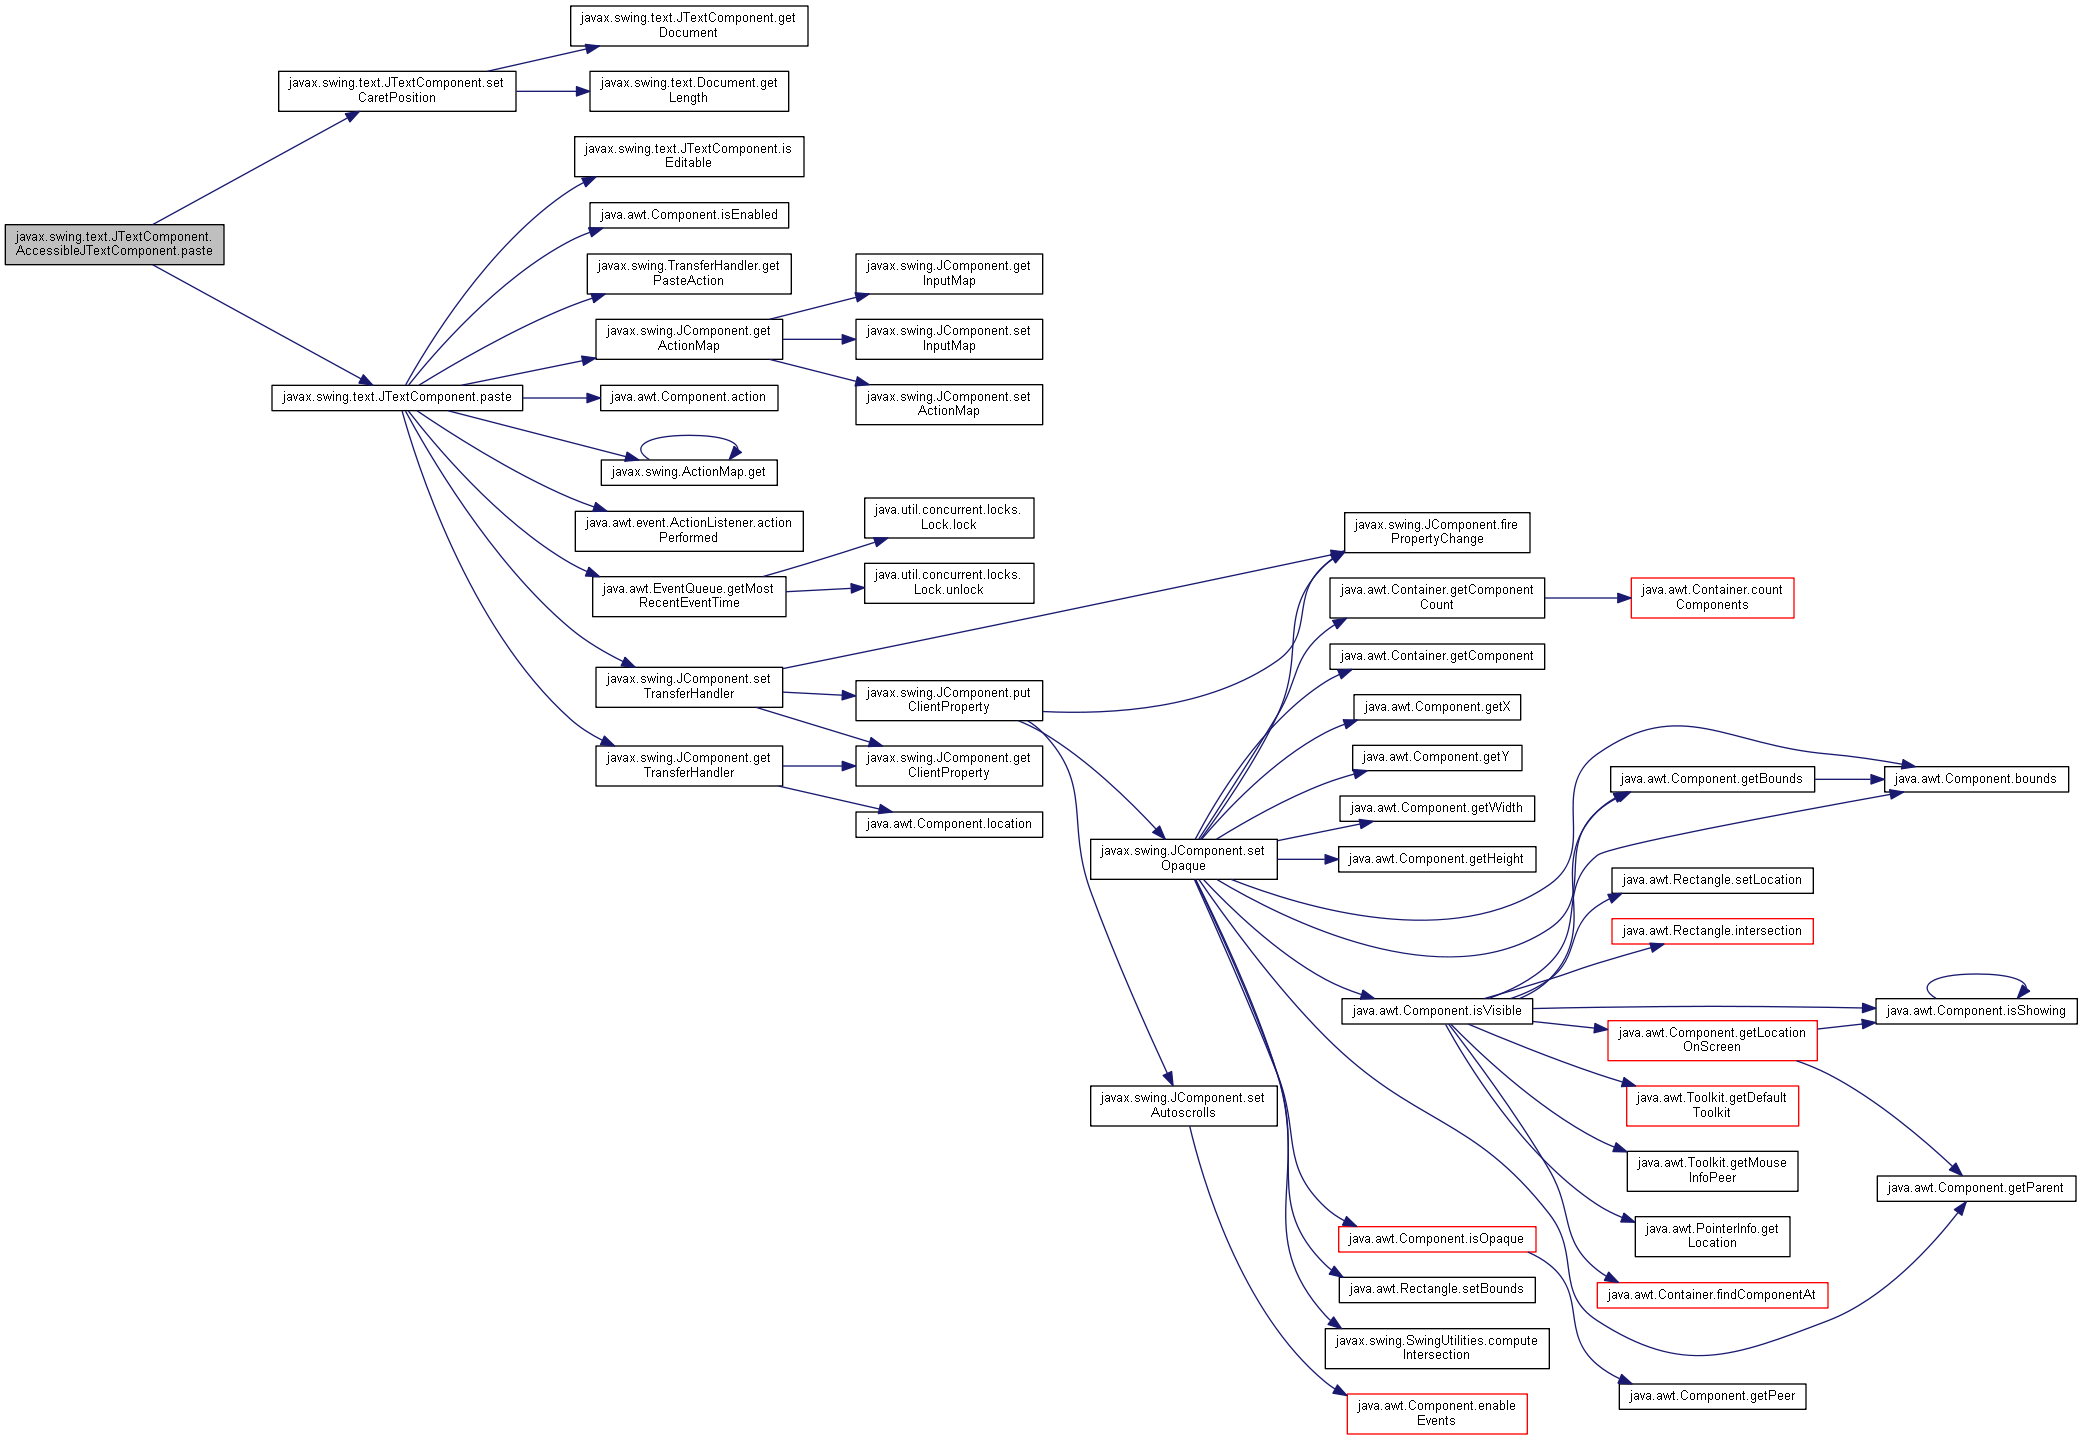 javax.swing.text.JTextComponent.get
Document
javax.swing.text.JTextComponent.set
CaretPosition
javax.swing.text.Document.get
Length
javax.swing.text.JTextComponent.is
Editable
java.awt.Component.isEnabled
javax.swing.text.JTextComponent.
AccessibleJTextComponent.paste
javax.swing.TransferHandler.get
PasteAction
javax.swing.JComponent.get
InputMap
javax.swing.JComponent.get
ActionMap
javax.swing.JComponent.set
InputMap
javax.swing.text.JTextComponent.paste
java.awt.Component.action
javax.swing.JComponent.set
ActionMap
javax.swing.ActionMap.get
java.awt.event.ActionListener.action
Performed
java.util.concurrent.locks.
Lock.lock
java.awt.EventQueue.getMost
RecentEventTime
java.util.concurrent.locks.
Lock.unlock
javax.swing.JComponent.fire
PropertyChange
java.awt.Container.getComponent
Count
java.awt.Container.count
Components
java.awt.Container.getComponent
javax.swing.JComponent.set
TransferHandler
javax.swing.JComponent.put
ClientProperty
java.awt.Component.getX
javax.swing.JComponent.get
TransferHandler
javax.swing.JComponent.get
ClientProperty
java.awt.Component.getY
java.awt.Component.getBounds
java.awt.Component.bounds
java.awt.Component.location
java.awt.Component.getWidth
javax.swing.JComponent.set
Opaque
java.awt.Component.getHeight
java.awt.Rectangle.setLocation
java.awt.Rectangle.intersection
java.awt.Component.isVisible
java.awt.Component.isShowing
java.awt.Component.getLocation
OnScreen
javax.swing.JComponent.set
Autoscrolls
java.awt.Toolkit.getDefault
Toolkit
java.awt.Toolkit.getMouse
InfoPeer
java.awt.Component.getParent
java.awt.PointerInfo.get
Location
java.awt.Component.isOpaque
java.awt.Rectangle.setBounds
java.awt.Container.findComponentAt
javax.swing.SwingUtilities.compute
Intersection
java.awt.Component.getPeer
java.awt.Component.enable
Events